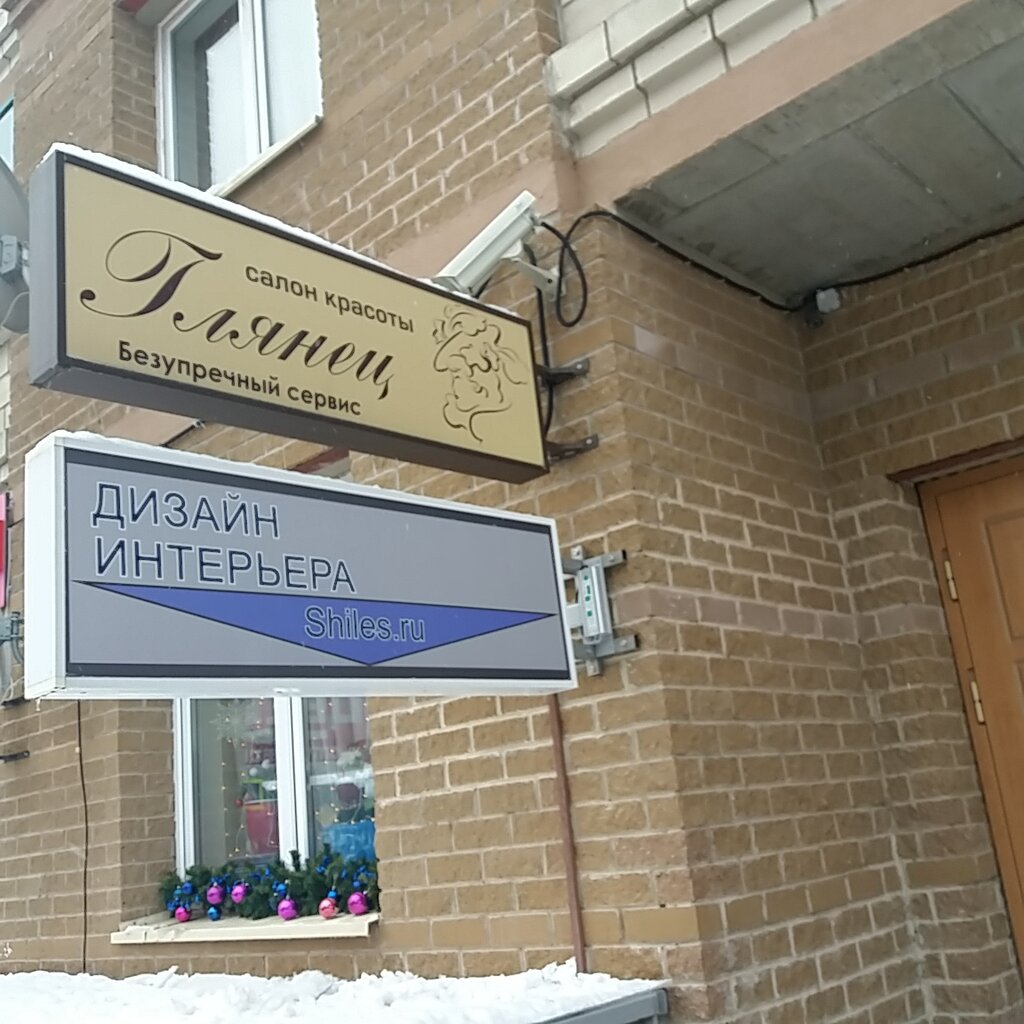 салон красоты
Глянец
Безупречный сервис
ДИЗАЙН
ИНТЕРЬЕРА
Shiles.ru